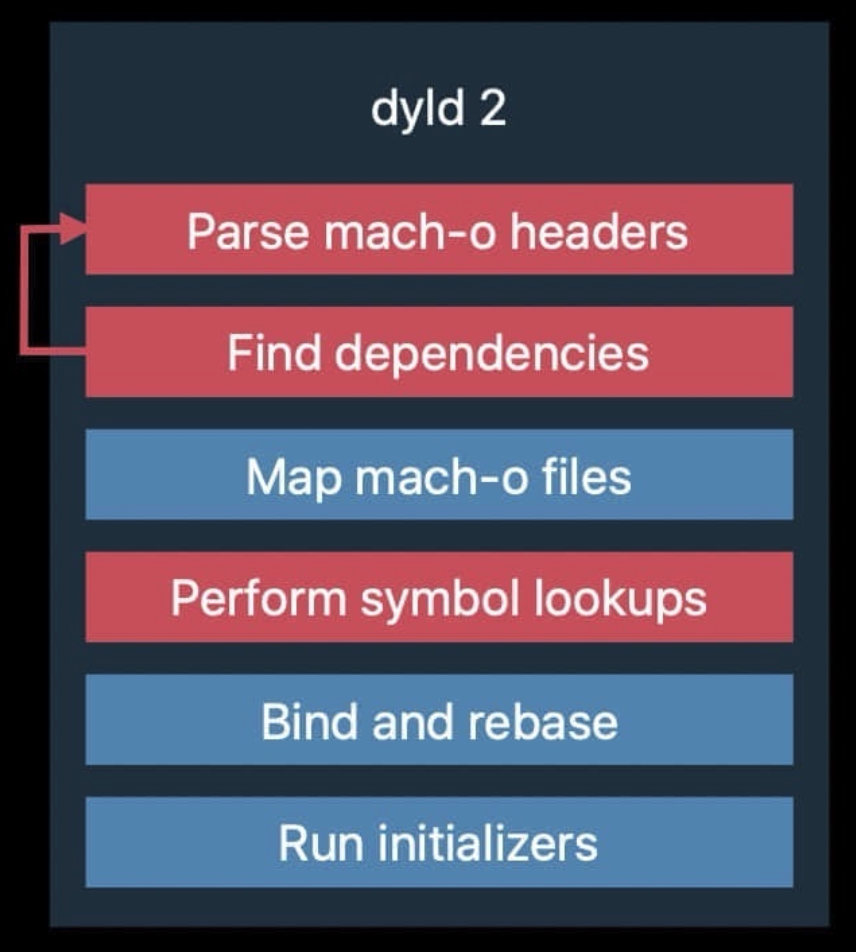 dyld 2
Parse mach-o headers
Find dependencies
Map mach-o files
Perform symbol lookups
Bind and rebase
Run initializers